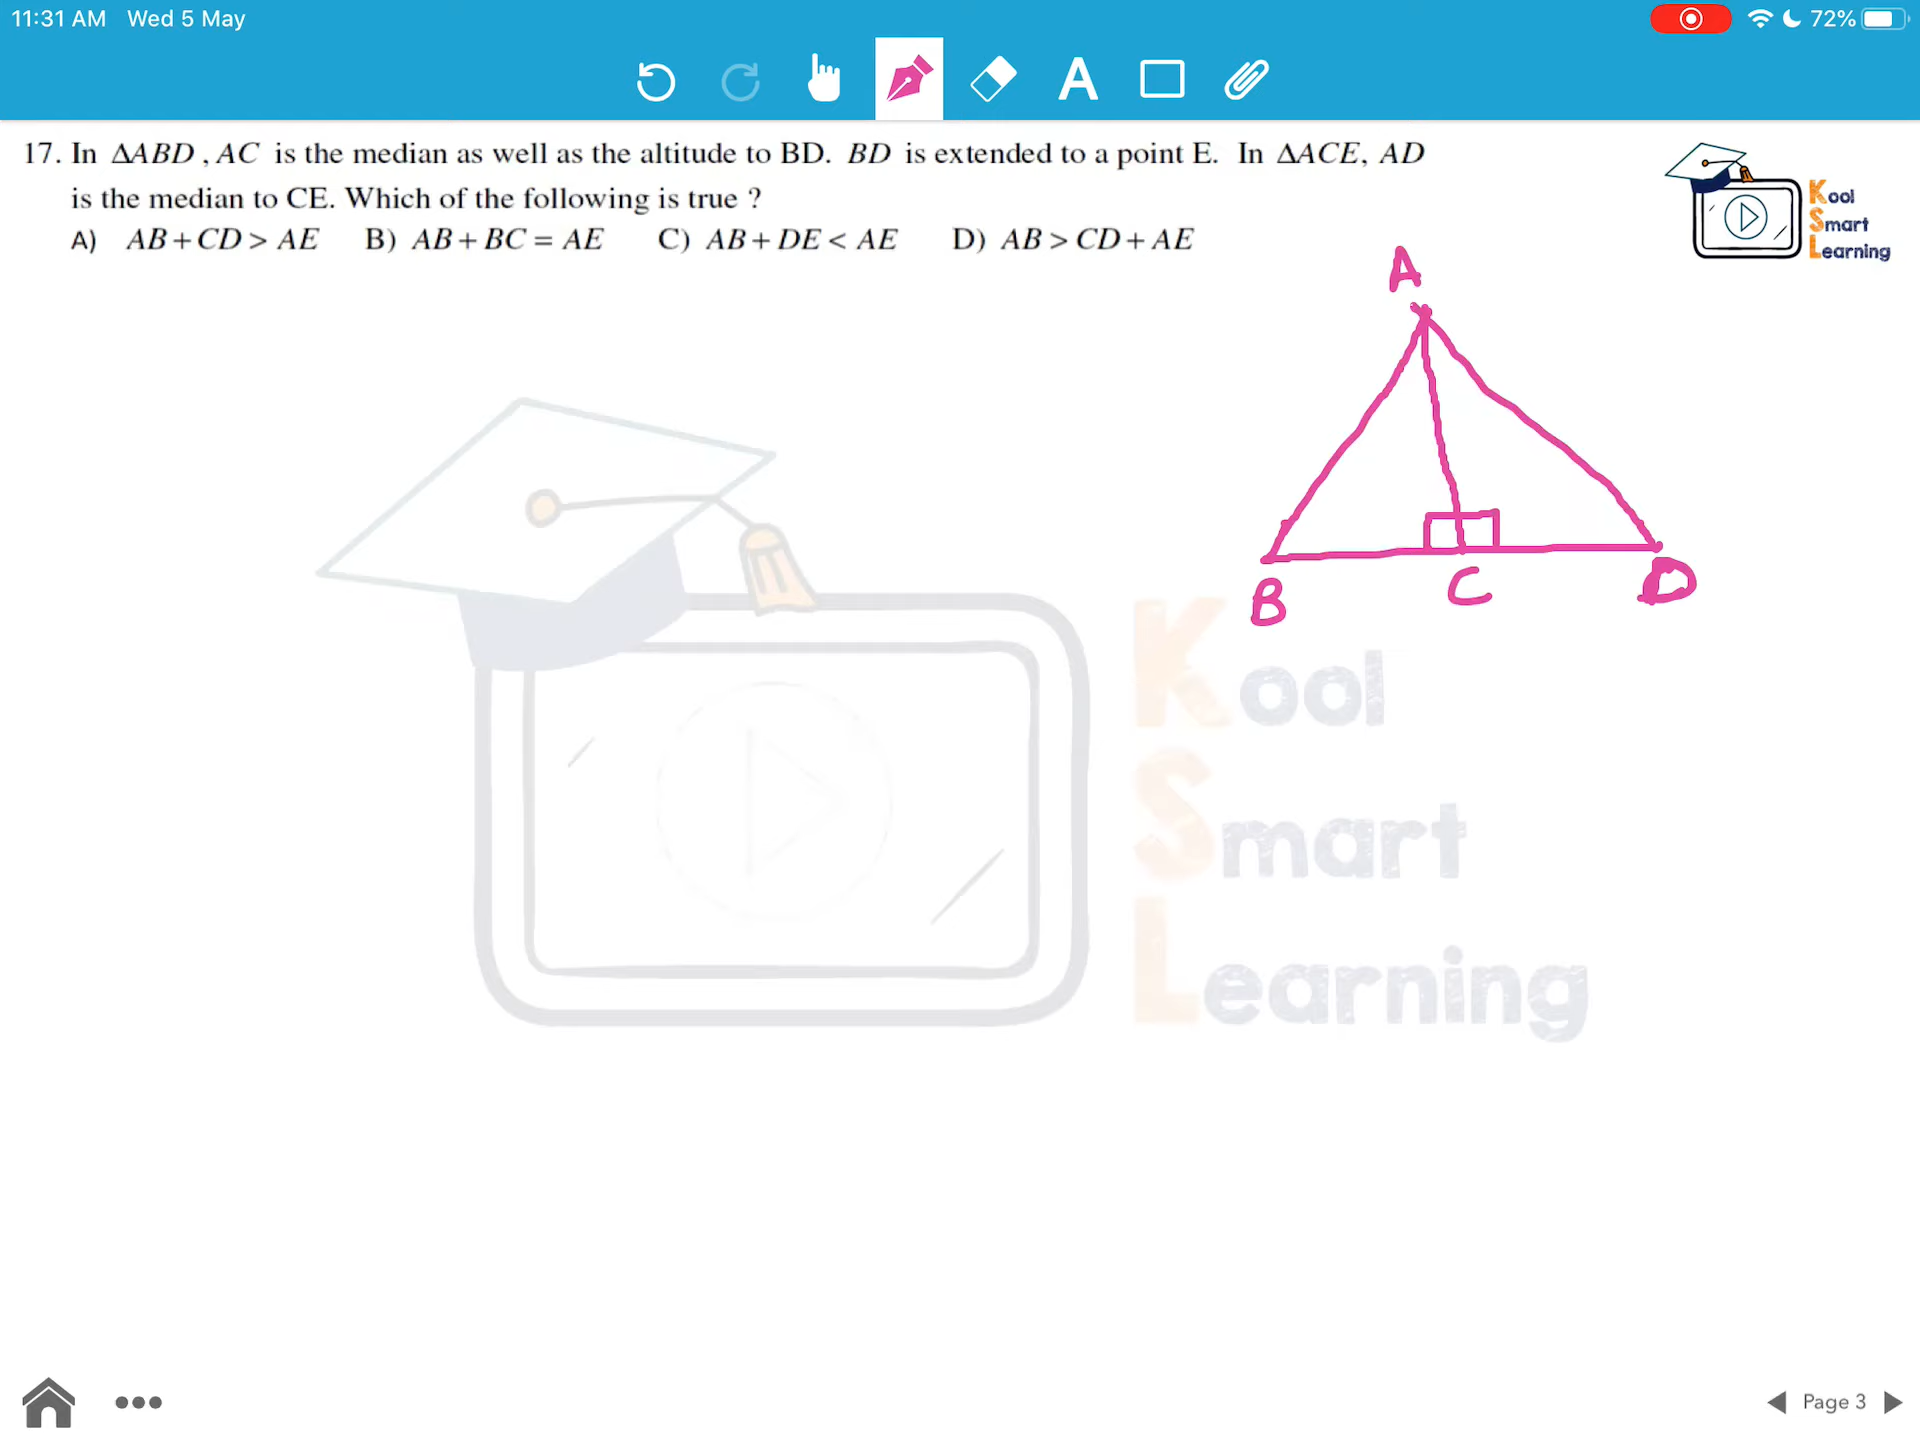 11:31 AM Wed 5 May 72%
A
17. In ΔABD , AC is the median as well as the altitude to BD. BD is extended to a point E. In ΔACE, AD
is the median to CE. Which of the following is true ?
A) AB + CD > AE B) AB + BC = AE C) AB + DE < AE D) AB > CD + AE
Kool
Smart
Learning
A
B C D
Kool
Smart
Learning
Page 3